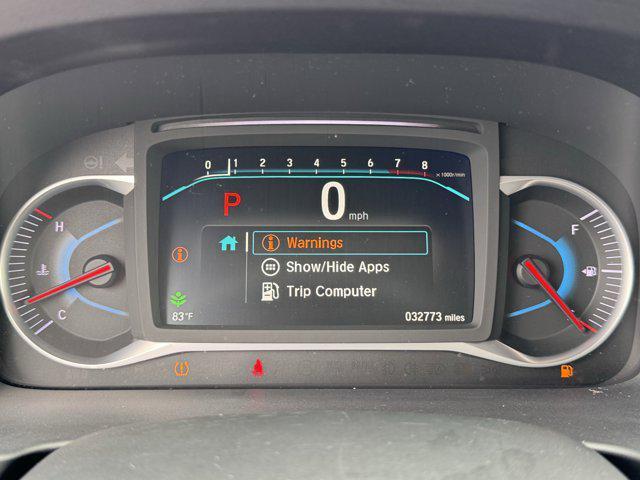 0 1 2 3 4 5 6 7 8
x 1000r/min
P 0 mph
H
F
Warnings
Show/Hide Apps
C
Trip Computer
E
83°F
032773 miles